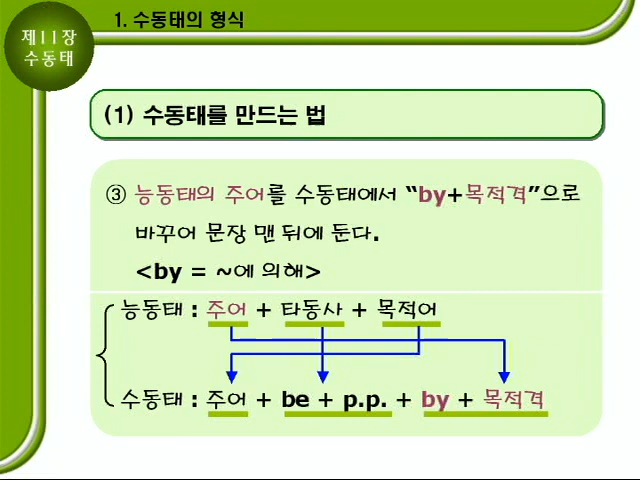 1. 수동태의 형식
제11장
수동태
(1) 수동태를 만드는 법
③ 능동태의 주어를 수동태에서 “by+목적격”으로
바꾸어 문장 맨 뒤에 둔다.
<by = ~에 의해>
능동태 : 주어 + 타동사 + 목적어
수동태 : 주어 + be + p.p. + by + 목적격